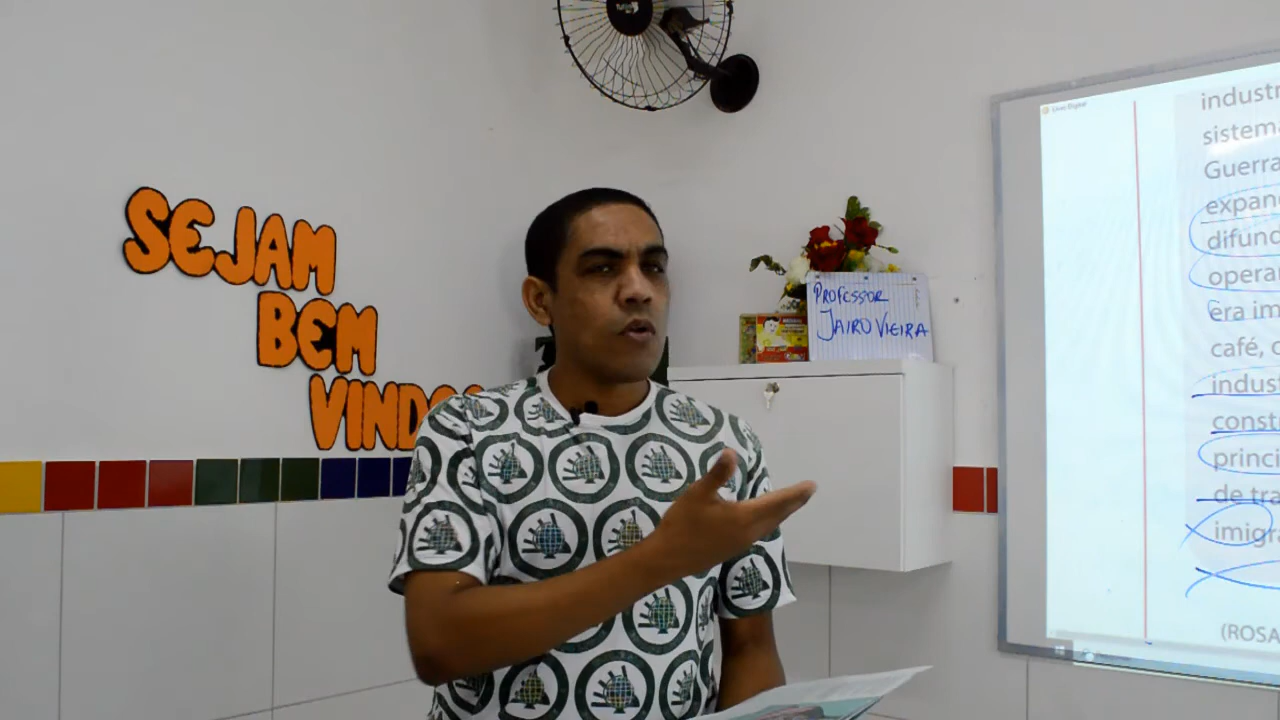 SEJAM
BEM
VINDOS
PROFESSOR
JAIRO VIEIRA
industr
sistema
Guerra
expan
difund
operar
era im
café, c
indust
const
princi
de tra
imigr
(ROSA